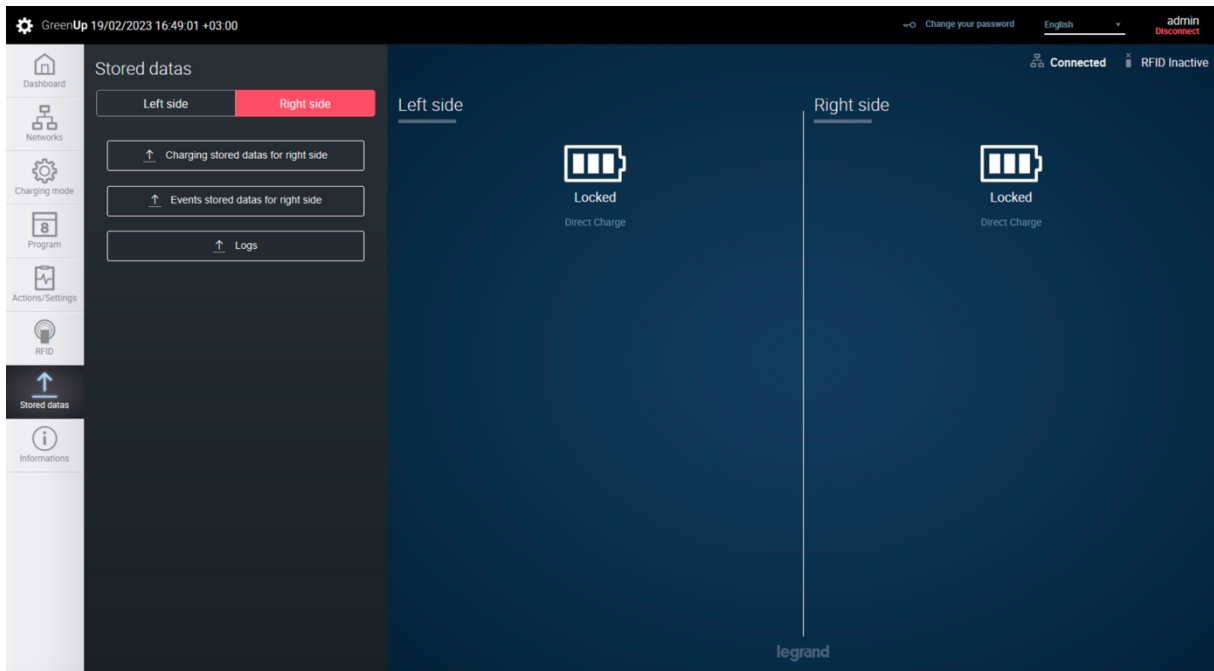 GreenUp 19/02/2023 16:49:01 +03:00
Change your password
English
admin
Disconnect
Connected
RFID Inactive
Dashboard
Networks
Charging mode
8
Program
Actions/Settings
RFID
Stored datas
Informations
Stored datas
Left side
Right side
Charging stored datas for right side
Events stored datas for right side
Logs
Left side
Locked
Direct Charge
Right side
Locked
Direct Charge
legrand